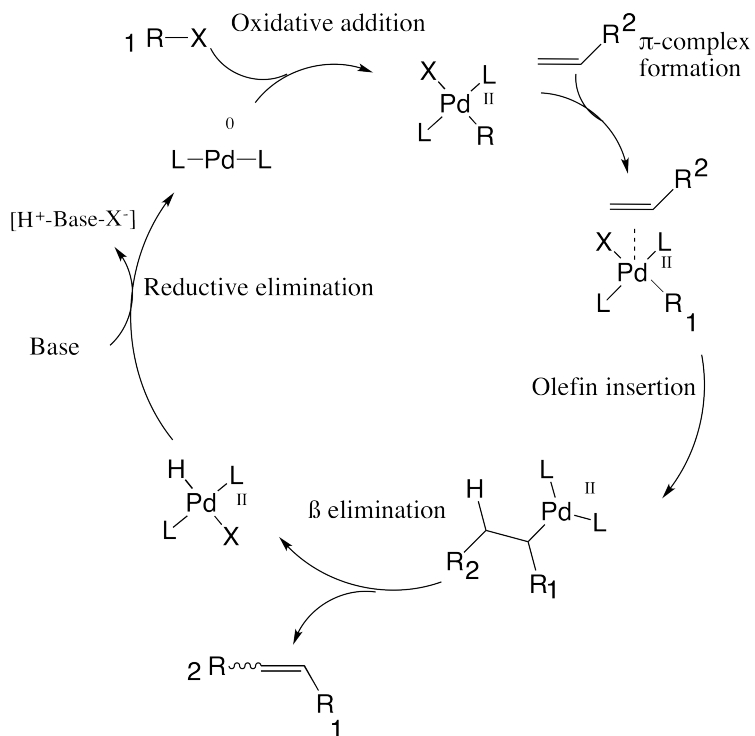 Oxidative addition
1 R–X
X L
Pd II
L R
R2
π-complex
formation
0
L–Pd–L
R2
X L
Pd II
L R1
[H+-Base-X-]
Reductive elimination
Base
Olefin insertion
H L
Pd II
L X
ß elimination
H L
Pd II
L
R2
R1
2 R
R
1